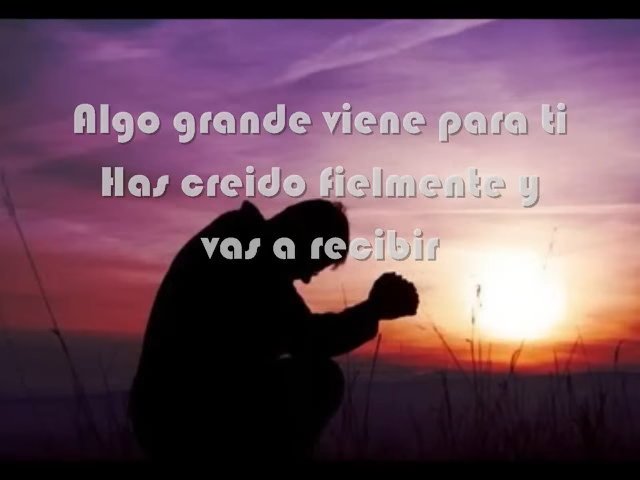 Algo grande viene para ti
Has creido fielmente y
vas a recibir